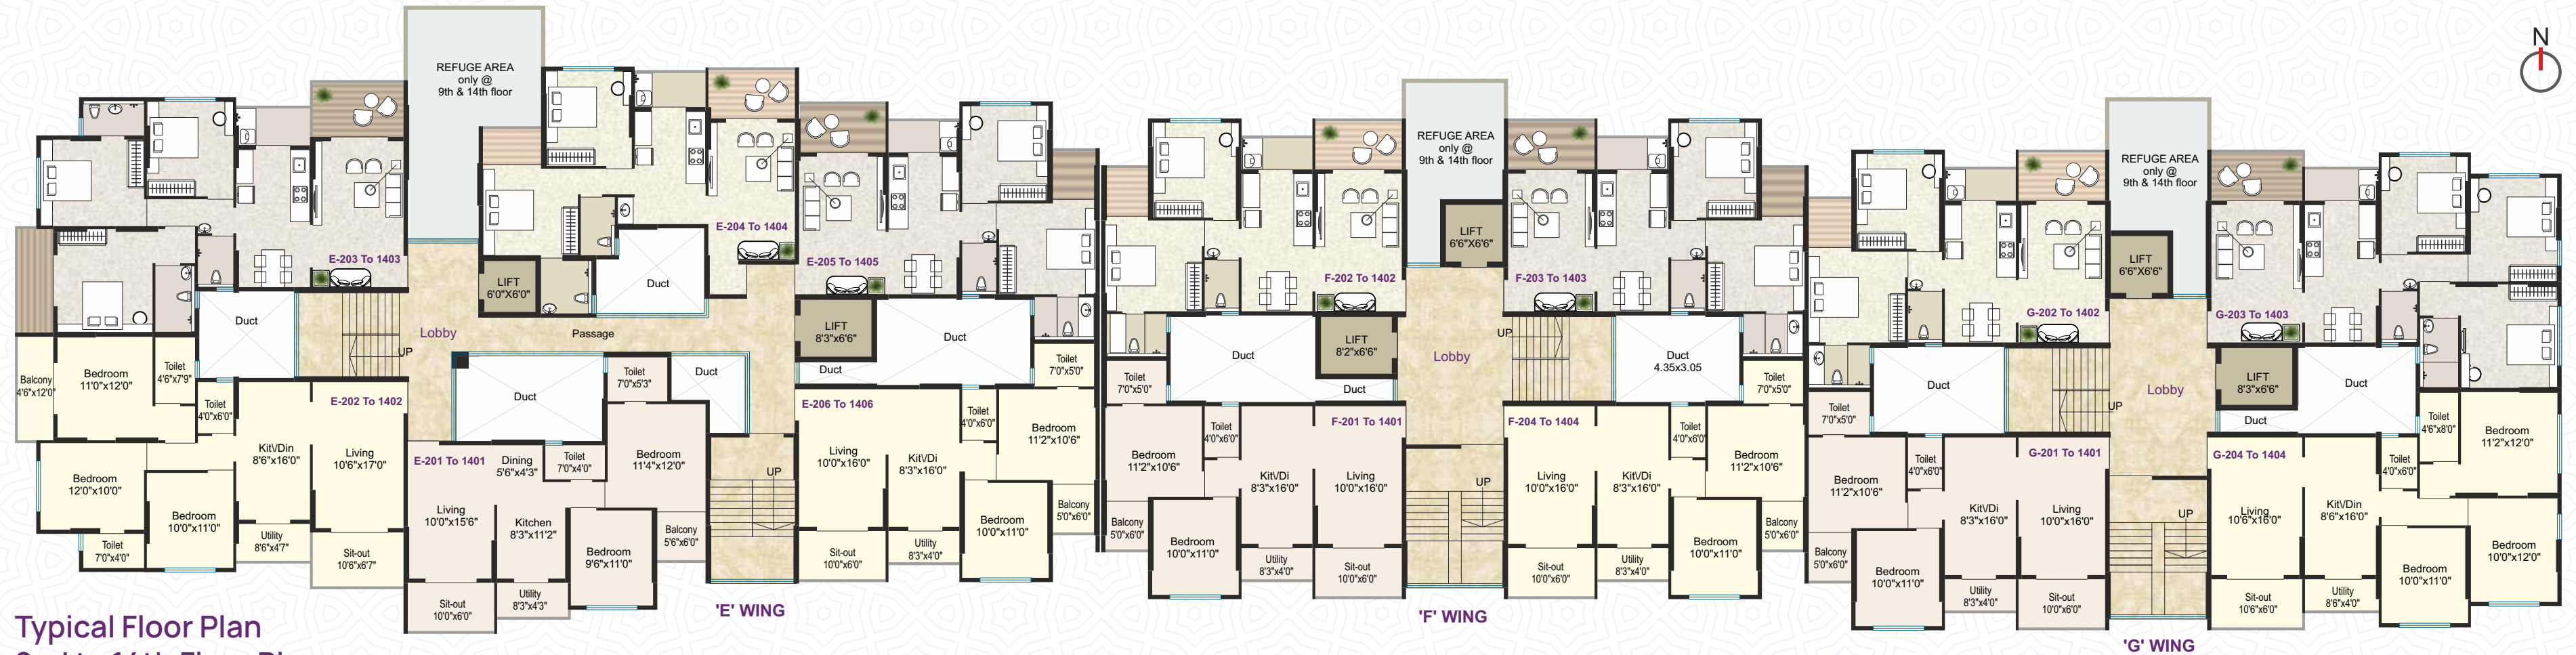 N
REFUGE AREA
only @
9th & 14th floor
E-203 To 1403
E-204 To 1404
E-205 To 1405
LIFT
6'0"X6'0"
Duct
Duct
Lobby
UP
Passage
LIFT
8'3"x6'6"
Duct
Duct
Toilet
7'0"x5'0"
Balcony
4'6"x12'0"
Bedroom
11'0"x12'0"
Toilet
4'6"x7'9"
Toilet
4'0"x6'0"
E-202 To 1402
Kit\/Din
8'6"x16'0"
Living
10'6"x17'0"
Bedroom
12'0"x10'0"
Bedroom
10'0"x11'0"
Toilet
7'0"x4'0"
Utility
8'6"x4'7"
Sit-out
10'6"x6'7"
Duct
Toilet
7'0"x5'3"
Duct
E-201 To 1401
Dining
5'6"x4'3"
Toilet
7'0"x4'0"
Bedroom
11'4"x12'0"
Living
10'0"x15'6"
Kitchen
8'3"x11'2"
Bedroom
9'6"x11'0"
Balcony
5'6"x6'0"
Sit-out
10'0"x6'0"
Utility
8'3"x4'3"
UP
E-206 To 1406
Living
10'0"x16'0"
Kit\/Di
8'3"x16'0"
Toilet
4'0"x6'0"
Bedroom
11'2"x10'6"
Bedroom
10'0"x11'0"
Balcony
5'0"x6'0"
Sit-out
10'0"x6'0"
Utility
8'3"x4'0"
'E' WING
REFUGE AREA
only @
9th & 14th floor
LIFT
6'6"X6'6"
F-202 To 1402
F-203 To 1403
Duct
LIFT
8'2"x6'6"
Duct
Lobby
UP
Duct
4.35x3.05
Toilet
7'0"x5'0"
Toilet
7'0"x5'0"
F-201 To 1401
Toilet
4'0"x6'0"
Bedroom
11'2"x10'6"
Kit\/Di
8'3"x16'0"
Living
10'0"x16'0"
Balcony
5'0"x6'0"
Bedroom
10'0"x11'0"
Utility
8'3"x4'0"
Sit-out
10'0"x6'0"
UP
F-204 To 1404
Living
10'0"x16'0"
Kit\/Di
8'3"x16'0"
Toilet
4'0"x6'0"
Bedroom
11'2"x10'6"
Bedroom
10'0"x11'0"
Balcony
5'0"x6'0"
Sit-out
10'0"x6'0"
Utility
8'3"x4'0"
'F' WING
REFUGE AREA
only @
9th & 14th floor
LIFT
6'6"X6'6"
G-202 To 1402
G-203 To 1403
Duct
UP
Lobby
LIFT
8'3"x6'6"
Duct
Duct
Toilet
7'0"x5'0"
Toilet
4'0"x6'0"
G-201 To 1401
Bedroom
11'2"x10'6"
Kit\/Di
8'3"x16'0"
Living
10'0"x16'0"
Balcony
5'0"x6'0"
Bedroom
10'0"x11'0"
Utility
8'3"x4'0"
Sit-out
10'0"x6'0"
UP
G-204 To 1404
Living
10'6"x16'0"
Kit\/Din
8'6"x16'0"
Toilet
4'0"x6'0"
Toilet
4'6"x8'0"
Bedroom
11'2"x12'0"
Bedroom
10'0"x12'0"
Bedroom
10'0"x11'0"
Sit-out
10'6"x6'0"
Utility
8'6"x4'0"
'G' WING
Typical Floor Plan